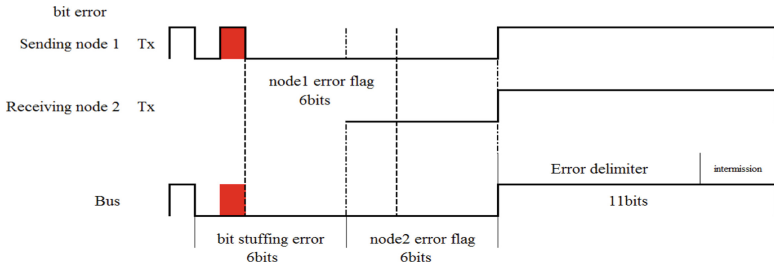 bit error
Sending node 1 Tx
node1 error flag
6bits
Receiving node 2 Tx
Error delimiter
intermission
Bus
11bits
bit stuffing error
6bits
node2 error flag
6bits